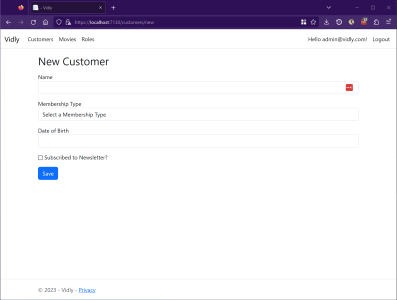 - Vidly
https://localhost:7130/customers/new
Vidly Customers Movies Roles Hello admin@vidly.com! Logout
New Customer
Name
Membership Type
Select a Membership Type
Date of Birth
Subscribed to Newsletter?
Save
© 2023 - Vidly - Privacy